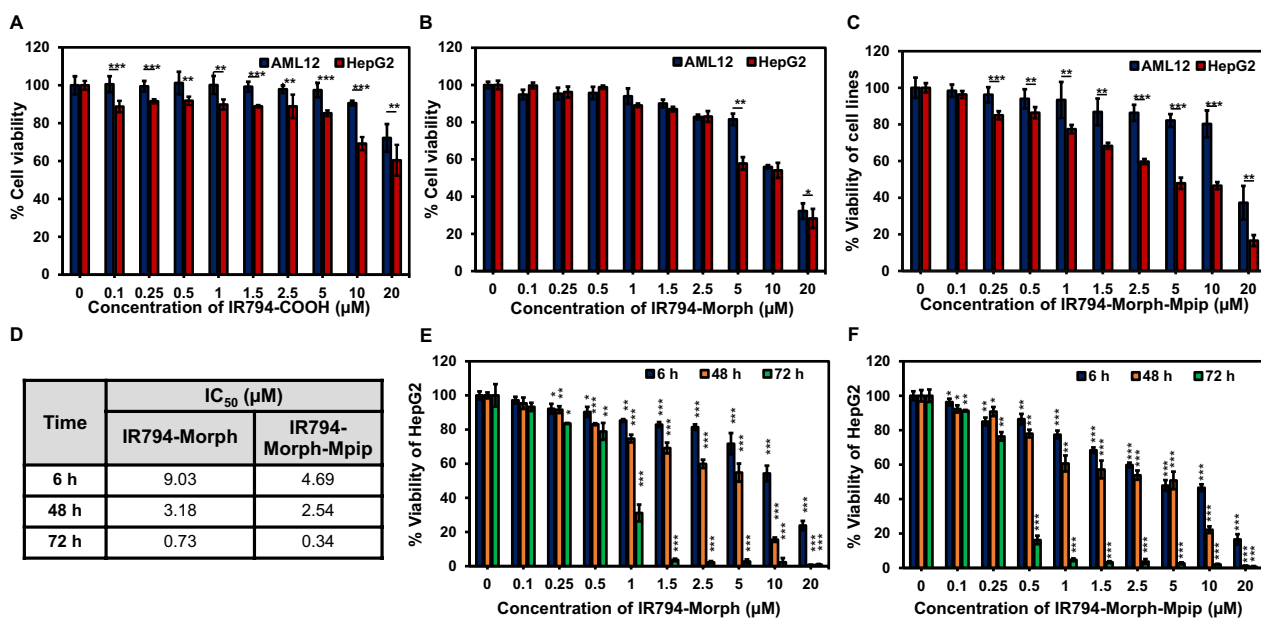 A
120
100
80
60
40
20
0
% Cell viability
AML12 HepG2
*** *** ** ** *** ** *** *** **
0 0.1 0.25 0.5 1 1.5 2.5 5 10 20
Concentration of IR794-COOH (μM)
B
120
100
80
60
40
20
0
% Cell viability
AML12 HepG2
** *
0 0.1 0.25 0.5 1 1.5 2.5 5 10 20
Concentration of IR794-Morph (μM)
C
120
100
80
60
40
20
0
% Viability of cell lines
AML12 HepG2
*** ** ** ** *** *** *** **
0 0.1 0.25 0.5 1 1.5 2.5 5 10 20
Concentration of IR794-Morph-Mpip (μM)
D
Time IC50 (μM)
IR794-Morph IR794-
Morph-Mpip
6 h 9.03 4.69
48 h 3.18 2.54
72 h 0.73 0.34
E
120
100
80
60
40
20
0
% Viability of HepG2
6 h 48 h 72 h
* ** * * *** ** ** *** *** *** *** *** *** *** *** *** *** *** *** *** *** *** *** ***
0 0.1 0.25 0.5 1 1.5 2.5 5 10 20
Concentration of IR794-Morph (μM)
F
120
100
80
60
40
20
0
% Viability of HepG2
6 h 48 h 72 h
* ** ** ** ** *** ** ** *** *** ** *** *** *** *** *** *** *** *** *** *** *** *** *** *** *** ***
0 0.1 0.25 0.5 1 1.5 2.5 5 10 20
Concentration of IR794-Morph-Mpip (μM)